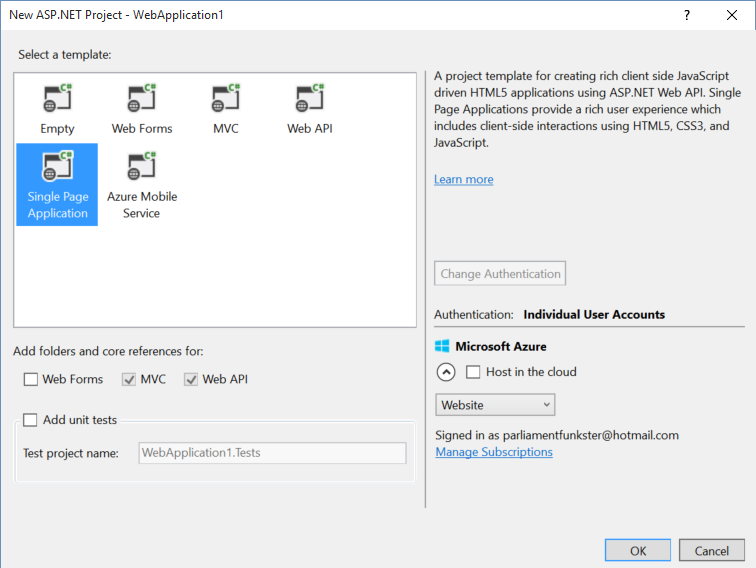 New ASP.NET Project - WebApplication1
?
Select a template:
C#
C#
C#
C#
Empty
Web Forms
MVC
Web API
C#
C#
Single Page
Application
Azure Mobile
Service
A project template for creating rich client side JavaScript
driven HTML5 applications using ASP.NET Web API. Single
Page Applications provide a rich user experience which
includes client-side interactions using HTML5, CSS3, and
JavaScript.
Learn more
Change Authentication
Authentication: Individual User Accounts
Microsoft Azure
Host in the cloud
Website
Signed in as parliamentfunkster@hotmail.com
Manage Subscriptions
Add folders and core references for:
Web Forms
MVC
Web API
Add unit tests
Test project name: WebApplication1.Tests
OK
Cancel